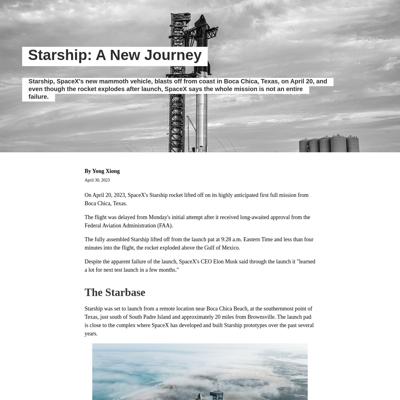 Starship: A New Journey
Starship, SpaceX's new mammoth vehicle, blasts off from coast in Boca Chica, Texas, on April 20, and
even though the rocket explodes after launch, SpaceX says the whole mission is not an entire
failure.
By Yong Xiong
April 30, 2023
On April 20, 2023, SpaceX's Starship rocket lifted off on its highly anticipated first full mission from
Boca Chica, Texas.
The flight was delayed from Monday's initial attempt after it received long-awaited approval from the
Federal Aviation Administration (FAA).
The fully assembled Starship lifted off from the launch pat at 9:28 a.m. Eastern Time and less than four
minutes into the flight, the rocket exploded above the Gulf of Mexico.
Despite the apparent failure of the launch, SpaceX's CEO Elon Musk said through the launch it "learned
a lot for next test launch in a few months."
The Starbase
Starship was set to launch from a remote location near Boca Chica Beach, at the southernmost point of
Texas, just south of South Padre Island and approximately 20 miles from Brownsville. The launch pad
is close to the complex where SpaceX has developed and built Starship prototypes over the past several
years.